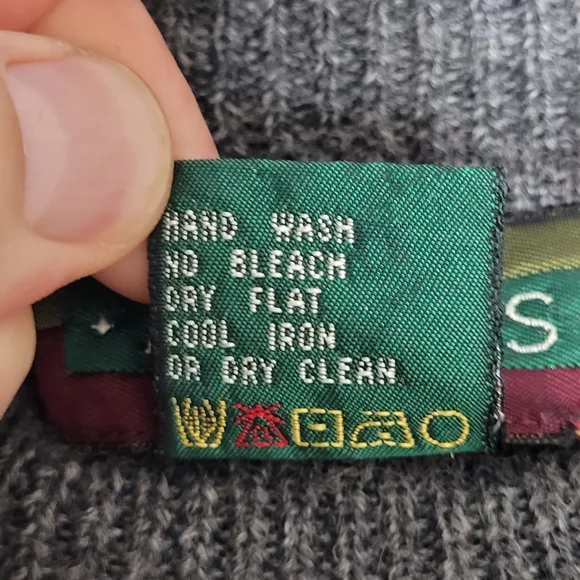 HAND WASH
NO BLEACH
DRY FLAT
COOL IRON
OR DRY CLEAN
S